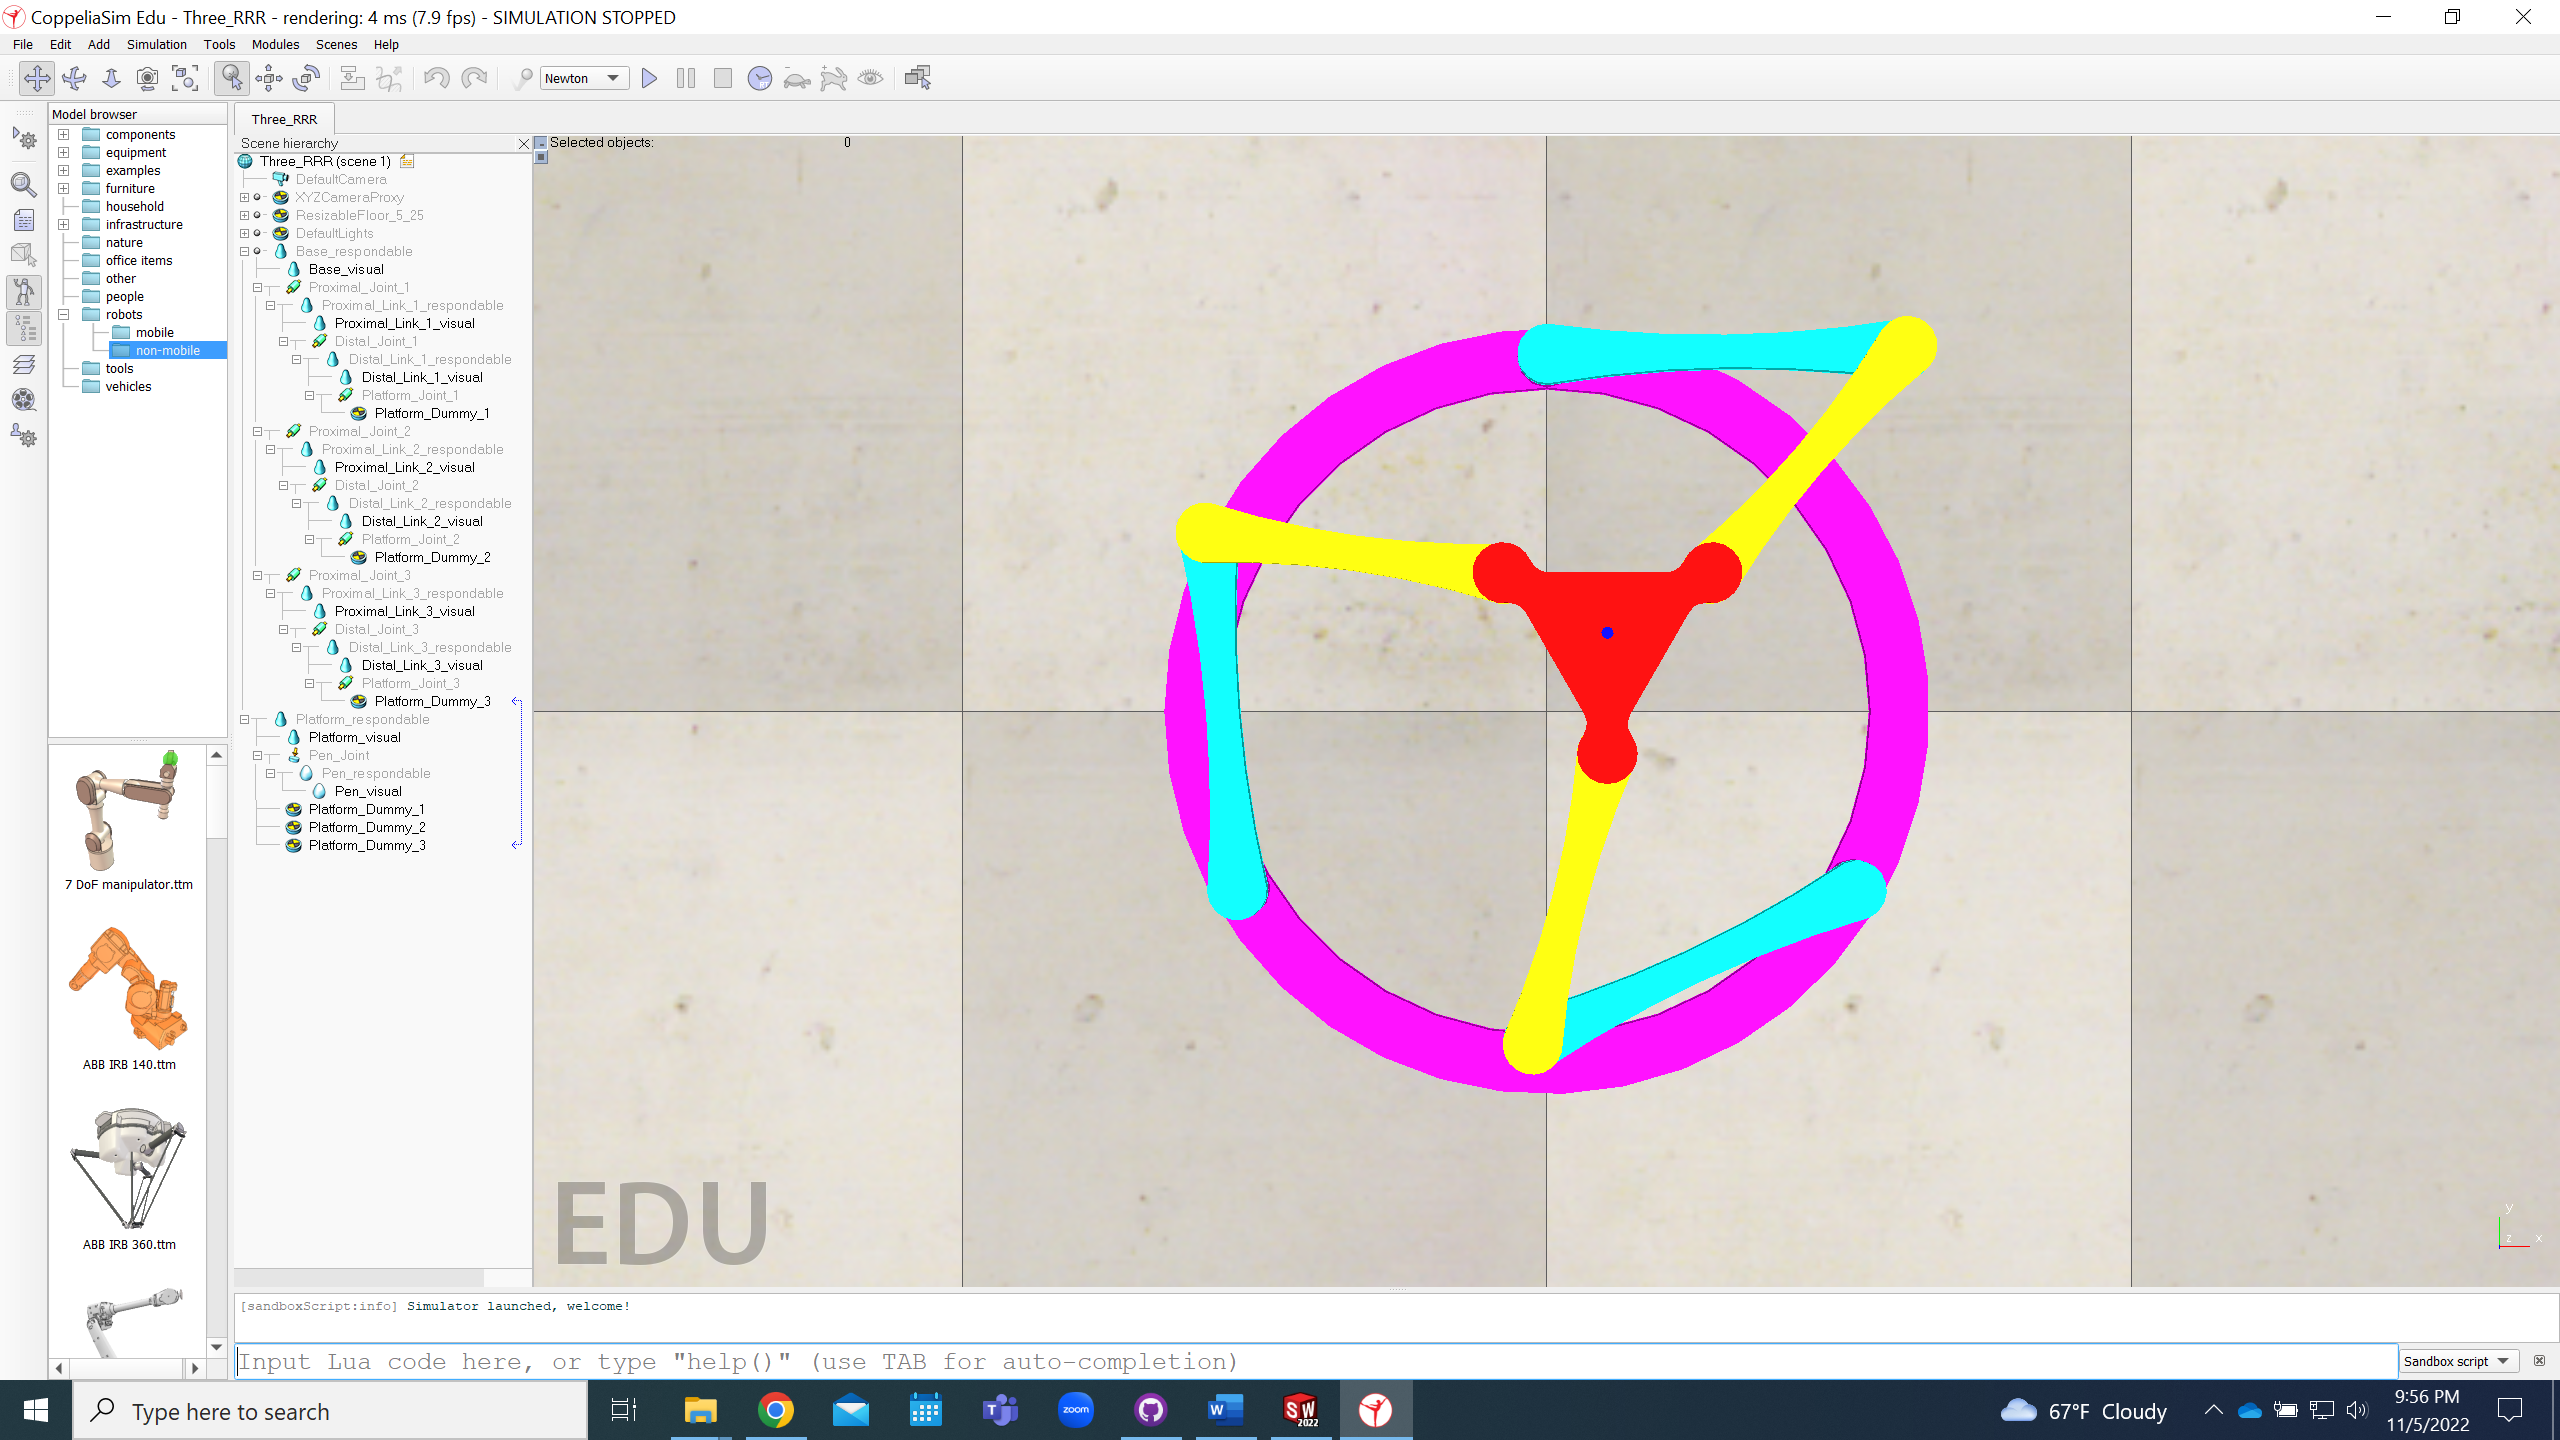 CoppeliaSim Edu - Three_RRR - rendering: 4 ms (7.9 fps) - SIMULATION STOPPED
File Edit Add Simulation Tools Modules Scenes Help
Newton
Model browser
components
equipment
examples
furniture
household
infrastructure
nature
office items
other
people
robots
mobile
non-mobile
tools
vehicles
7 DoF manipulator.ttm
ABB IRB 140.ttm
ABB IRB 360.ttm
Three_RRR
Scene hierarchy
Three_RRR (scene 1)
DefaultCamera
XYZCameraProxy
ResizableFloor_5_25
DefaultLights
Base_respondable
Base_visual
Proximal_Joint_1
Proximal_Link_1_respondable
Proximal_Link_1_visual
Distal_Joint_1
Distal_Link_1_respondable
Distal_Link_1_visual
Platform_Joint_1
Platform_Dummy_1
Proximal_Joint_2
Proximal_Link_2_respondable
Proximal_Link_2_visual
Distal_Joint_2
Distal_Link_2_respondable
Distal_Link_2_visual
Platform_Joint_2
Platform_Dummy_2
Proximal_Joint_3
Proximal_Link_3_respondable
Proximal_Link_3_visual
Distal_Joint_3
Distal_Link_3_respondable
Distal_Link_3_visual
Platform_Joint_3
Platform_Dummy_3
Platform_respondable
Platform_visual
Pen_Joint
Pen_respondable
Pen_visual
Platform_Dummy_1
Platform_Dummy_2
Platform_Dummy_3
Selected objects: 0
EDU
y
z x
[sandboxScript:info] Simulator launched, welcome!
Input Lua code here, or type "help()" (use TAB for auto-completion)
Sandbox script
Type here to search
zoom
W
SW
2022
67°F Cloudy
9:56 PM
11/5/2022